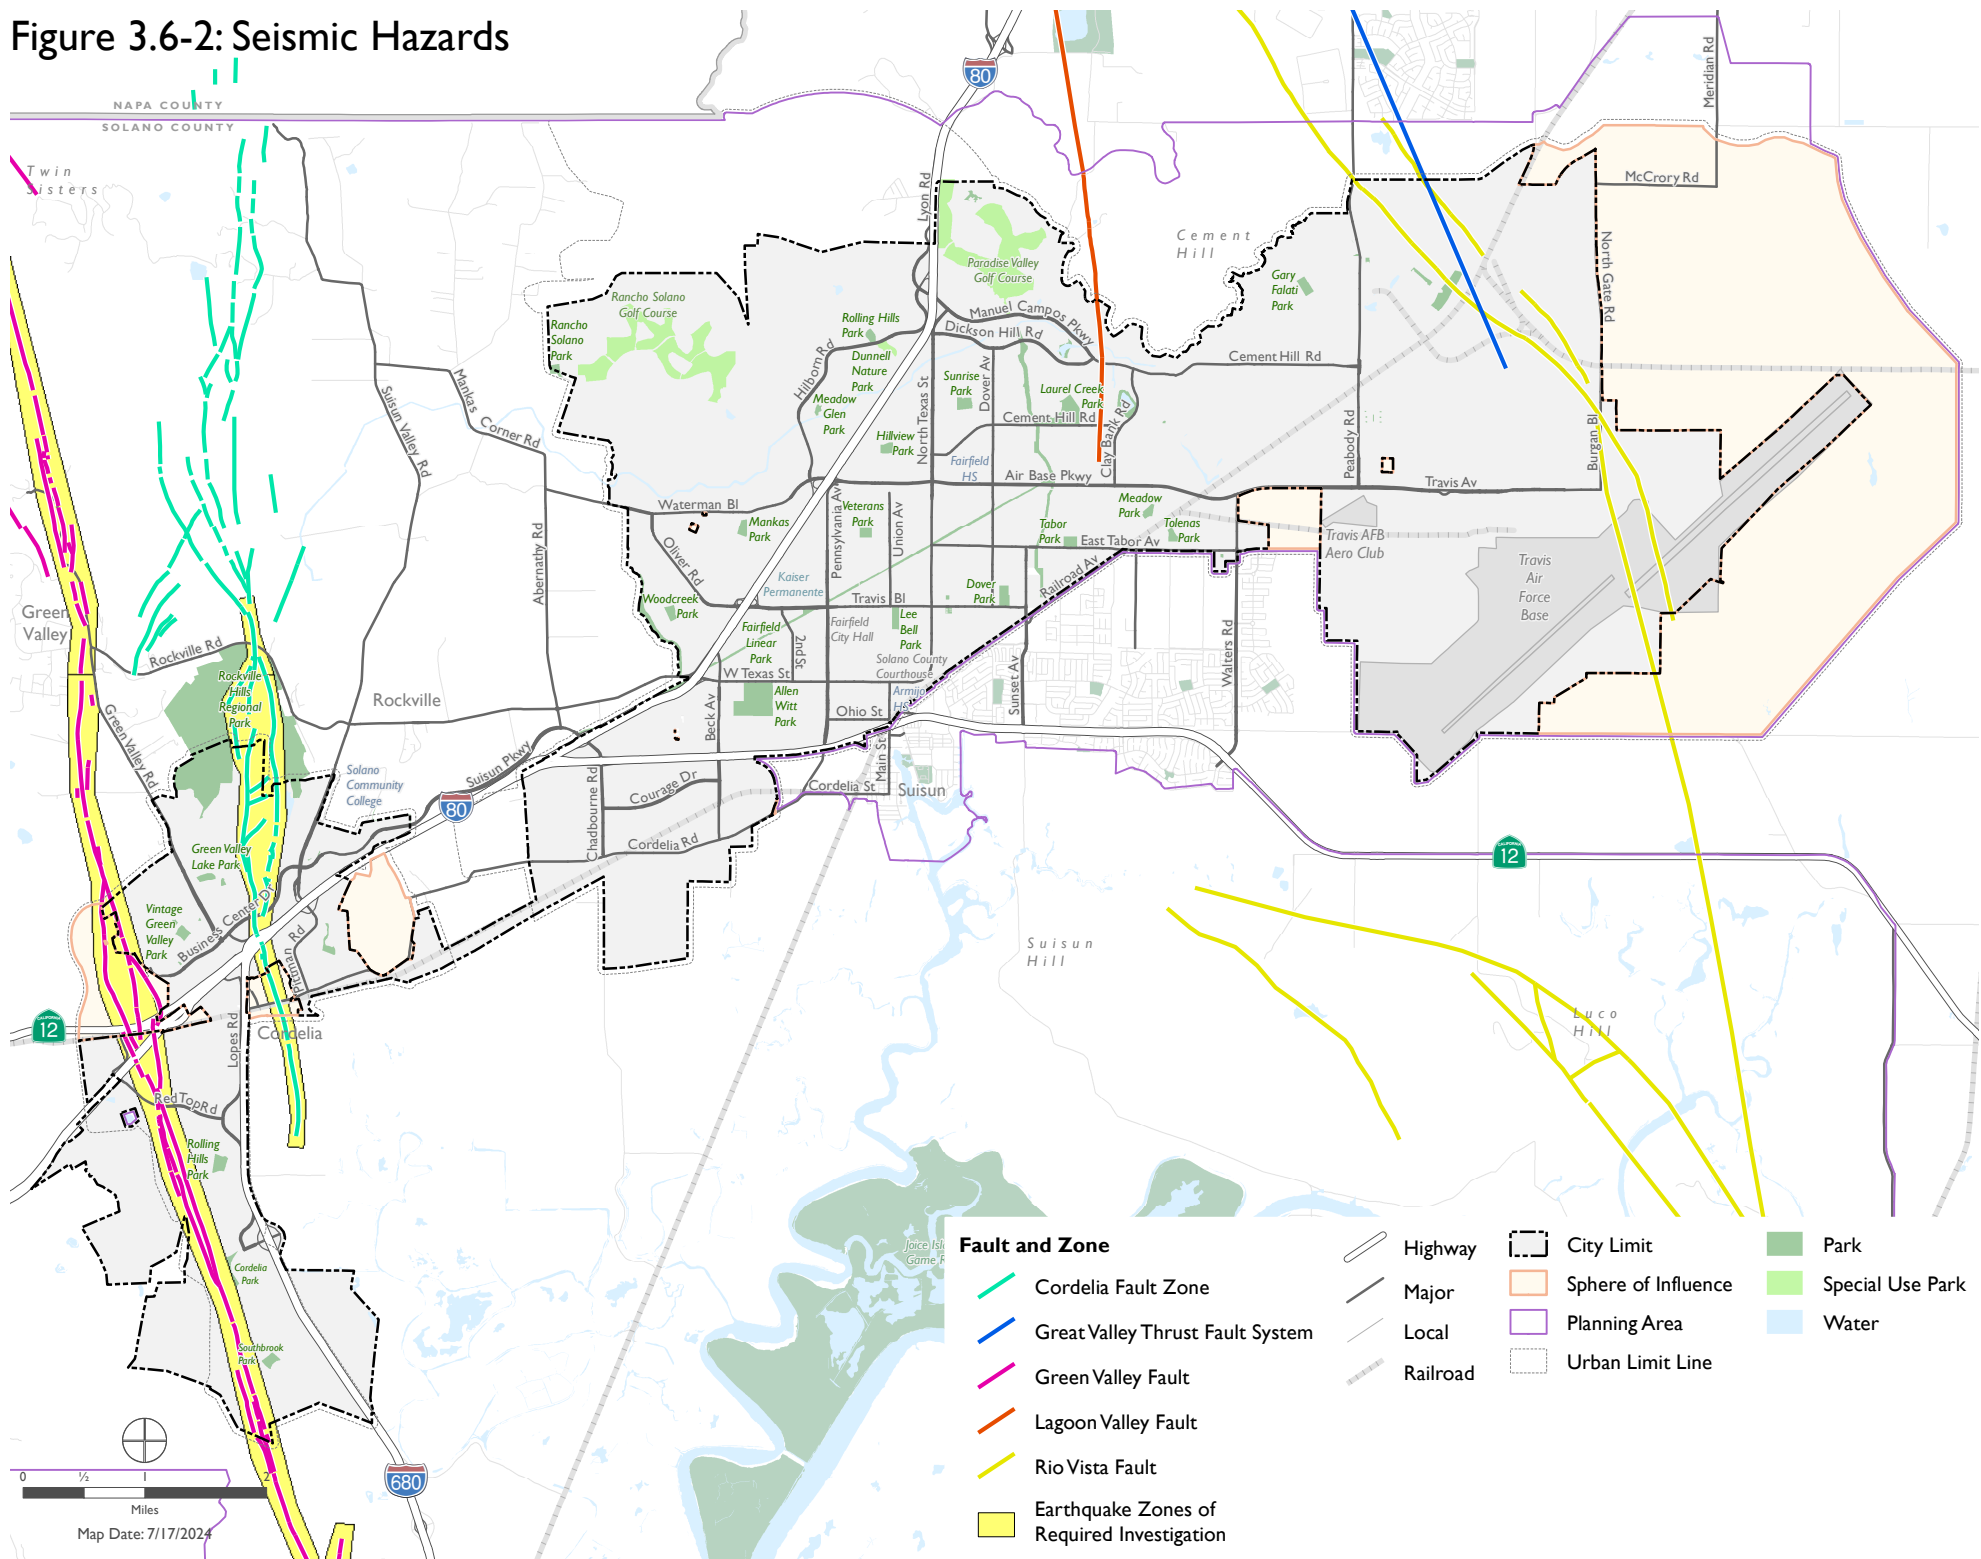 Figure 3.6-2: Seismic Hazards
80
Meridian Rd
NAPA COUNTY
SOLANO COUNTY
Twin
Sisters
McCrory Rd
Lyon Rd
Cement
Hill
Paradise Valley
Golf Course
North Gate Rd
Gary
Falati
Park
Rancho Solano
Golf Course
Rancho
Solano
Park
Rolling Hills
Park
Manuel Campos Pkwy
Dickson Hill Rd
Hilborn Rd
Dunnell
Nature
Park
Cement Hill Rd
Mankas Corner Rd
Suisun Valley Rd
North Texas St
Sunrise
Park
Dover Av
Laurel Creek
Park
Meadow
Glen
Park
Cement Hill Rd
Clay Bank Rd
Peabody Rd
Burgan Bl
Hillview
Park
Fairfield
HS
Air Base Pkwy
Travis Av
Waterman Bl
Mankas
Park
Pennsylvania Av
Veterans
Park
Union Av
Meadow
Park
Tolenas
Park
Tabor
Park
East Tabor Av
Travis AFB
Aero Club
Abernathy Rd
Oliver Rd
Kaiser
Permanente
Railroad Av
Travis
Air
Force
Base
Green
Valley
Woodcreek
Park
Travis Bl
Dover
Park
Fairfield
Linear
Park
2nd St
Fairfield
City Hall
Lee
Bell
Park
Solano County
Courthouse
Walters Rd
Rockville Rd
Rockville
Hills
Regional
Park
Rockville
W Texas St
Sunset Av
Allen
Witt
Park
Armijo
HS
Beck Av
Ohio St
Green Valley Rd
Main St
Suisun Pkwy
Solano
Community
College
80
Chadbourne Rd
Courage Dr
Cordelia St
Suisun
Cordelia Rd
Green Valley
Lake Park
12
Business Center Dr
Vintage
Green
Valley
Park
Pittman Rd
Suisun
Hill
Luco
Hill
12
Lopes Rd
Cordelia
Red Top Rd
Rolling
Hills
Park
Cordelia
Park
Southbrook
Park
680
Fault and Zone
Cordelia Fault Zone
Great Valley Thrust Fault System
Green Valley Fault
Lagoon Valley Fault
Rio Vista Fault
Earthquake Zones of
Required Investigation
Highway
Major
Local
Railroad
City Limit
Sphere of Influence
Planning Area
Urban Limit Line
Park
Special Use Park
Water
0 ½ 1 2
Miles
Map Date: 7/17/2024